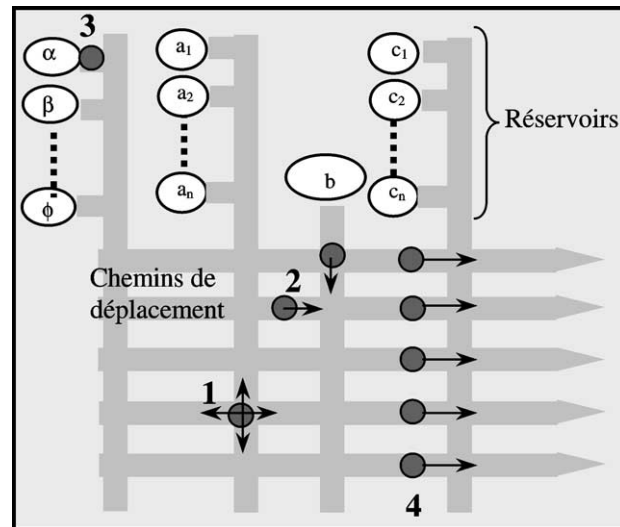 3
α
β
ϕ
a1
a2
an
b
c1
c2
cn
Réservoirs
Chemins de
déplacement
2
1
4